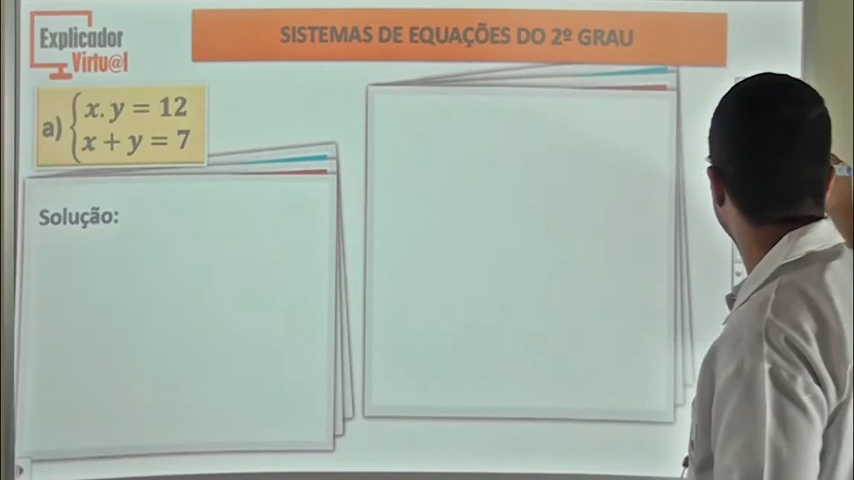 Explicador
Virtu@l
SISTEMAS DE EQUAÇÕES DO 2º GRAU
a) { x. y = 12
x + y = 7
Solução: